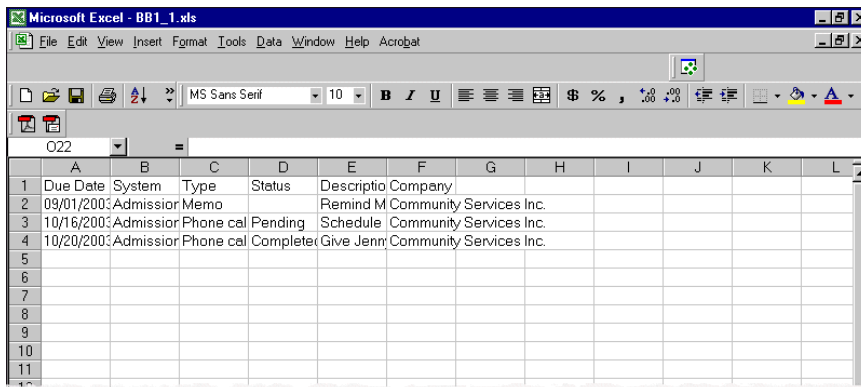 Microsoft Excel - BB1_1.xls
File Edit View Insert Format Tools Data Window Help Acrobat
MS Sans Serif 10 B I U $ % , .00 .00 A
O22 =
A B C D E F G H I J K L
1 Due Date System Type Status Descriptio Company
2 09/01/2003 Admission Memo Remind M Community Services Inc.
3 10/16/2003 Admission Phone cal Pending Schedule Community Services Inc.
4 10/20/2003 Admission Phone cal Completed Give Jenny Community Services Inc.
5
6
7
8
9
10
11